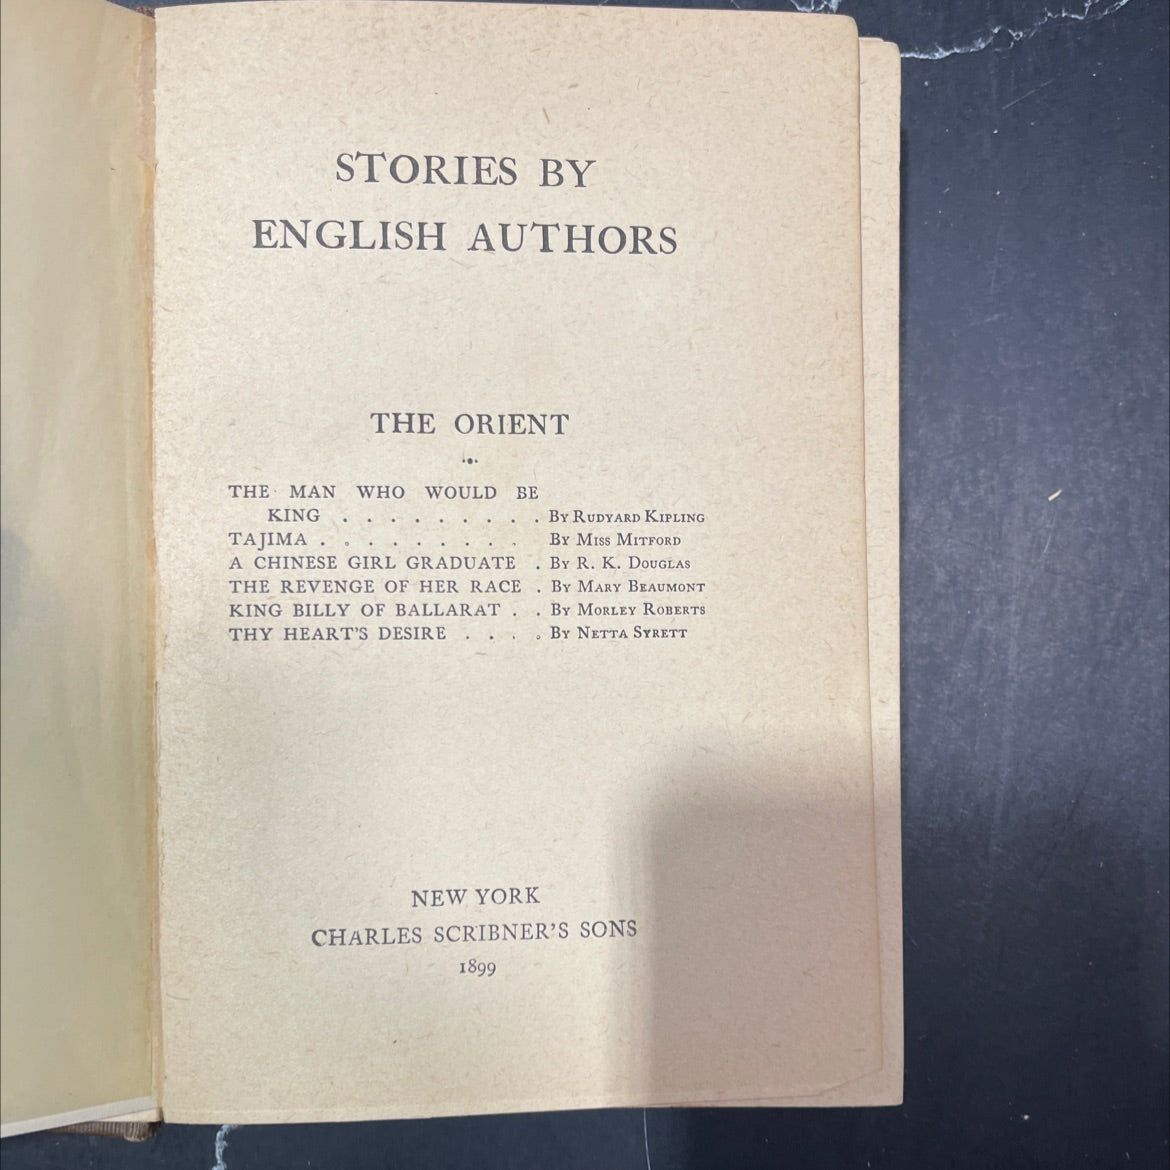 STORIES BY
ENGLISH AUTHORS
THE ORIENT
THE MAN WHO WOULD BE
KING . . . . . . . . . By Rudyard Kipling
TAJIMA . . . . . . . . . By Miss Mitford
A CHINESE GIRL GRADUATE . By R. K. Douglas
THE REVENGE OF HER RACE . By Mary Beaumont
KING BILLY OF BALLARAT . . By Morley Roberts
THY HEART'S DESIRE . . . . By Netta Syrett
NEW YORK
CHARLES SCRIBNER'S SONS
1899